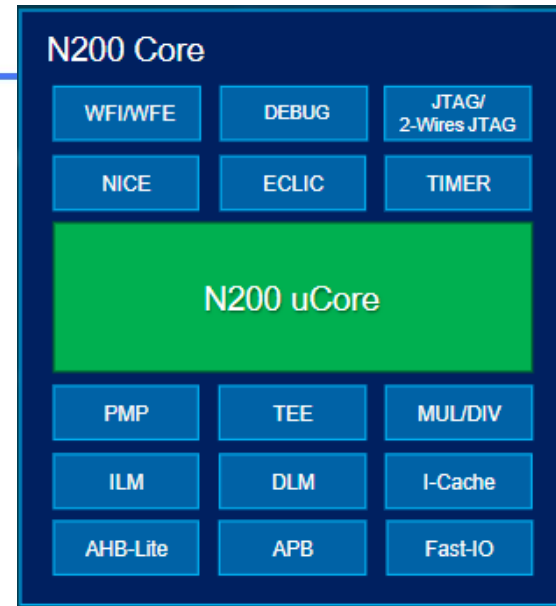 N200 Core
WFI/WFE
DEBUG
JTAG/
2-Wires JTAG
NICE
ECLIC
TIMER
N200 uCore
PMP
TEE
MUL/DIV
ILM
DLM
I-Cache
AHB-Lite
APB
Fast-IO